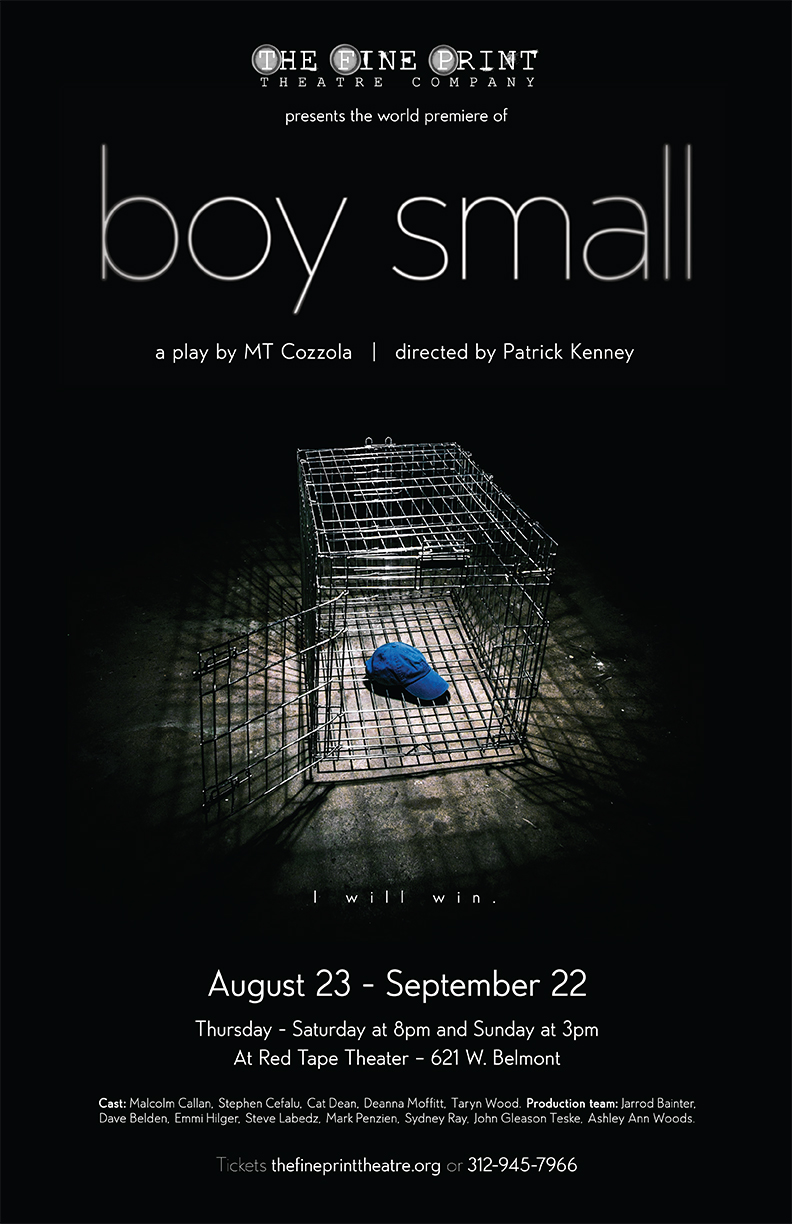 THE FINE PRINT
THEATRE COMPANY
presents the world premiere of
boy small
a play by MT Cozzola | directed by Patrick Kenney
I will win.
August 23 - September 22
Thursday - Saturday at 8pm and Sunday at 3pm
At Red Tape Theater – 621 W. Belmont
Cast: Malcolm Callan, Stephen Cefalu, Cat Dean, Deanna Moffitt, Taryn Wood. Production team: Jarrod Bainter,
Dave Belden, Emmi Hilger, Steve Labedz, Mark Penzien, Sydney Ray, John Gleason Teske, Ashley Ann Woods.
Tickets thefineprinttheatre.org or 312-945-7966